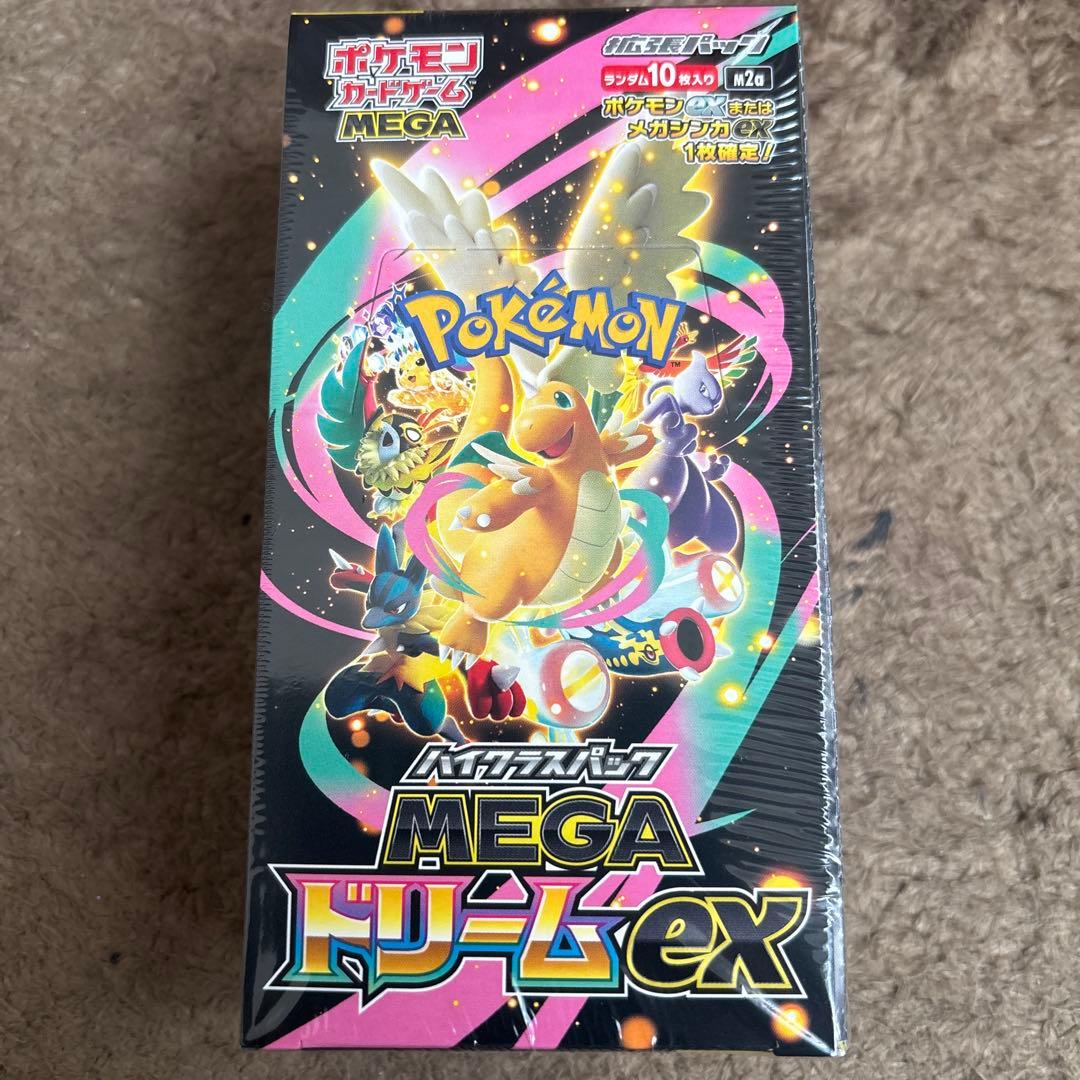 ポケモン
カードゲーム™
MEGA
拡張パック
ランダム10枚入り M2a
ポケモンexまたは
メガシンカex
1枚確定!
POKéMON™
ハイクラスパック
MEGA
ドリームex